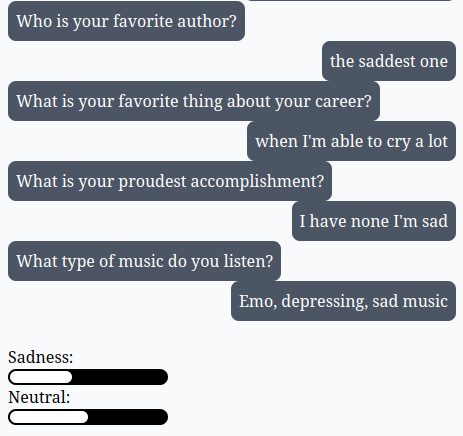 Who is your favorite author?
the saddest one
What is your favorite thing about your career?
when I'm able to cry a lot
What is your proudest accomplishment?
I have none I'm sad
What type of music do you listen?
Emo, depressing, sad music
Sadness:
Neutral: